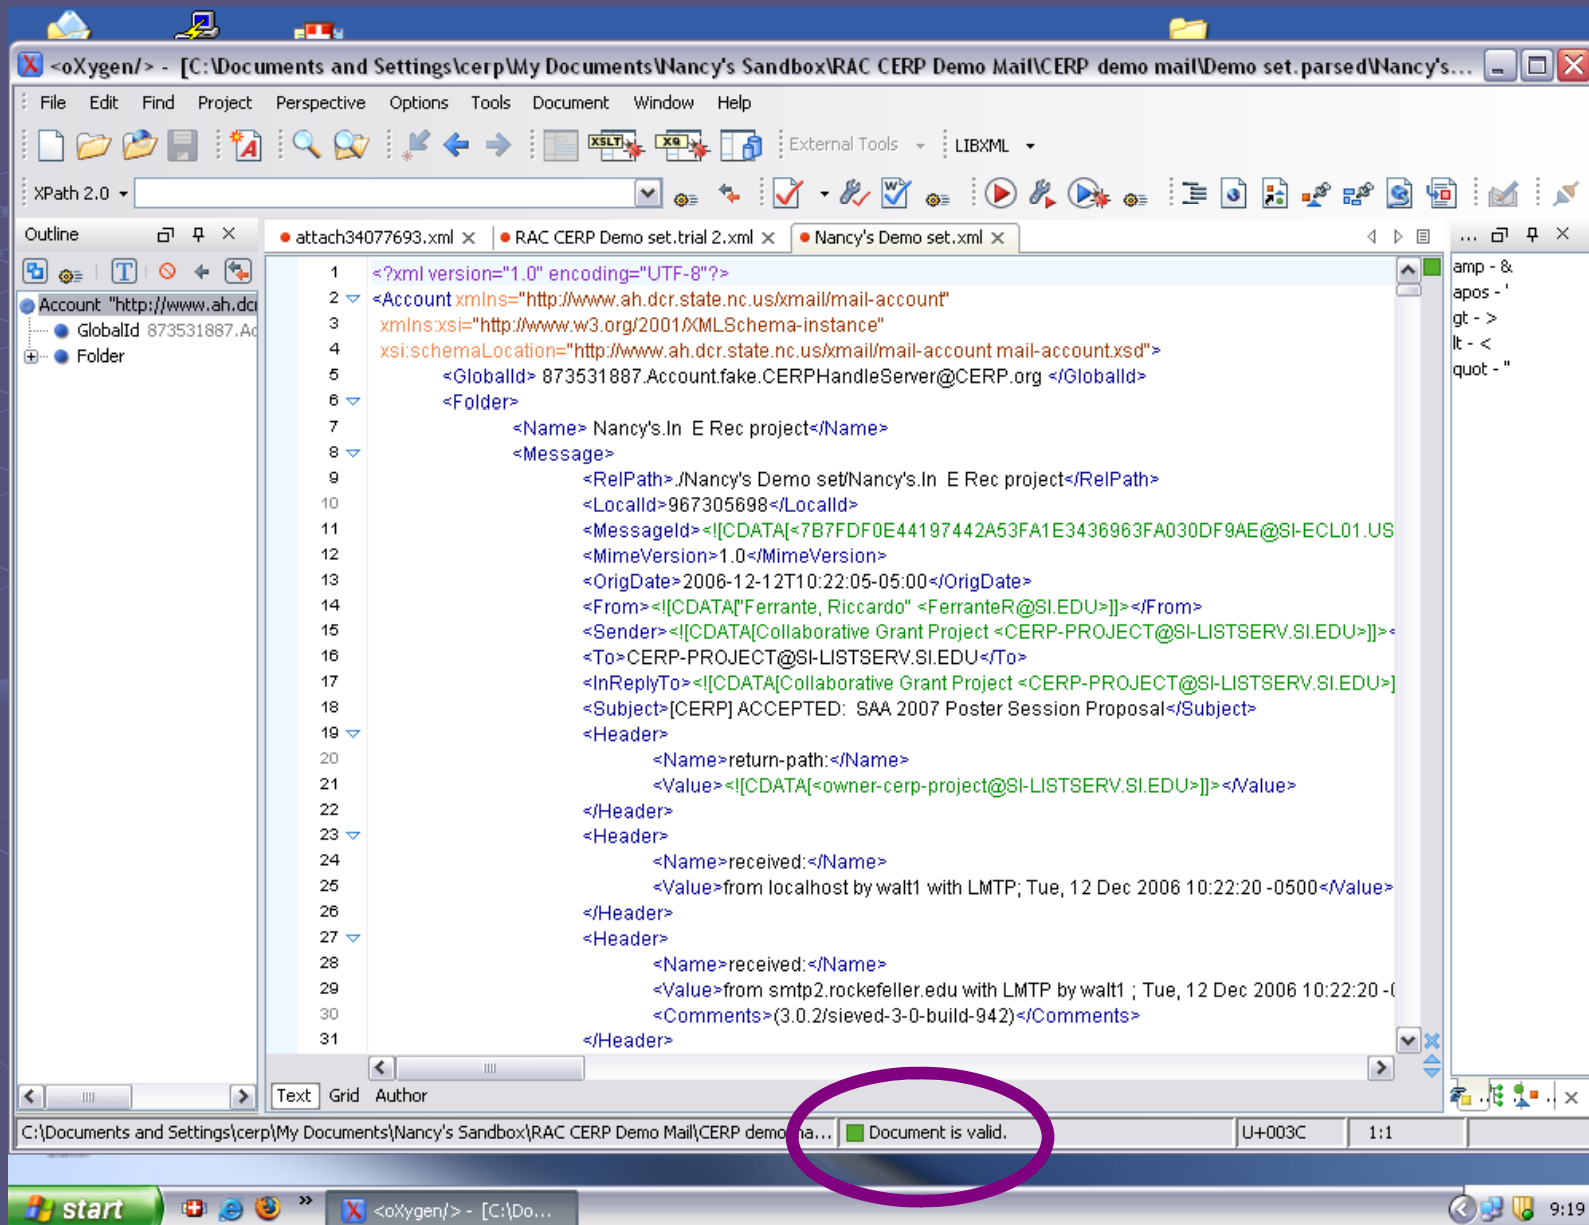 <oXygen/> - [C:\Documents and Settings\cerp\My Documents\Nancy's Sandbox\RAC CERP Demo Mail\CERP demo mail\Demo set.parsed\Nancy's...
File Edit Find Project Perspective Options Tools Document Window Help
XSLT XQ External Tools LIBXML
XPath 2.0
Outline
attach34077693.xml RAC CERP Demo set.trial 2.xml Nancy's Demo set.xml ...
Account "http://www.ah.dcr
GlobalId 873531887.Ac
Folder
1 <?xml version="1.0" encoding="UTF-8"?>
2 <Account xmlns="http://www.ah.dcr.state.nc.us/xmail/mail-account"
3 xmlns:xsi="http://www.w3.org/2001/XMLSchema-instance"
4 xsi:schemaLocation="http://www.ah.dcr.state.nc.us/xmail/mail-account mail-account.xsd">
5 <GlobalId> 873531887.Account.fake.CERPHandleServer@CERP.org </GlobalId>
6 <Folder>
7 <Name> Nancy's.In  E Rec project</Name>
8 <Message>
9 <RelPath>./Nancy's Demo set/Nancy's.In  E Rec project</RelPath>
10 <LocalId>967305698</LocalId>
11 <MessageId><![CDATA[<7B7FDF0E44197442A53FA1E3436963FA030DF9AE@SI-ECL01.US
12 <MimeVersion>1.0</MimeVersion>
13 <OrigDate>2006-12-12T10:22:05-05:00</OrigDate>
14 <From><![CDATA["Ferrante, Riccardo" <FerranteR@SI.EDU>]]></From>
15 <Sender><![CDATA[Collaborative Grant Project <CERP-PROJECT@SI-LISTSERV.SI.EDU>]]><
16 <To>CERP-PROJECT@SI-LISTSERV.SI.EDU</To>
17 <InReplyTo><![CDATA[Collaborative Grant Project <CERP-PROJECT@SI-LISTSERV.SI.EDU>]
18 <Subject>[CERP] ACCEPTED:  SAA 2007 Poster Session Proposal</Subject>
19 <Header>
20 <Name>return-path:</Name>
21 <Value><![CDATA[<owner-cerp-project@SI-LISTSERV.SI.EDU>]]></Value>
22 </Header>
23 <Header>
24 <Name>received:</Name>
25 <Value>from localhost by walt1 with LMTP; Tue, 12 Dec 2006 10:22:20 -0500</Value>
26 </Header>
27 <Header>
28 <Name>received:</Name>
29 <Value>from smtp2.rockefeller.edu with LMTP by walt1 ; Tue, 12 Dec 2006 10:22:20 -0
30 <Comments>(3.0.2/sieved-3-0-build-942)</Comments>
31 </Header>
amp - &
apos - '
gt - >
lt - <
quot - "
Text Grid Author
C:\Documents and Settings\cerp\My Documents\Nancy's Sandbox\RAC CERP Demo Mail\CERP demo ma... Document is valid. U+003C 1:1
start <oXygen/> - [C:\Do... 9:19